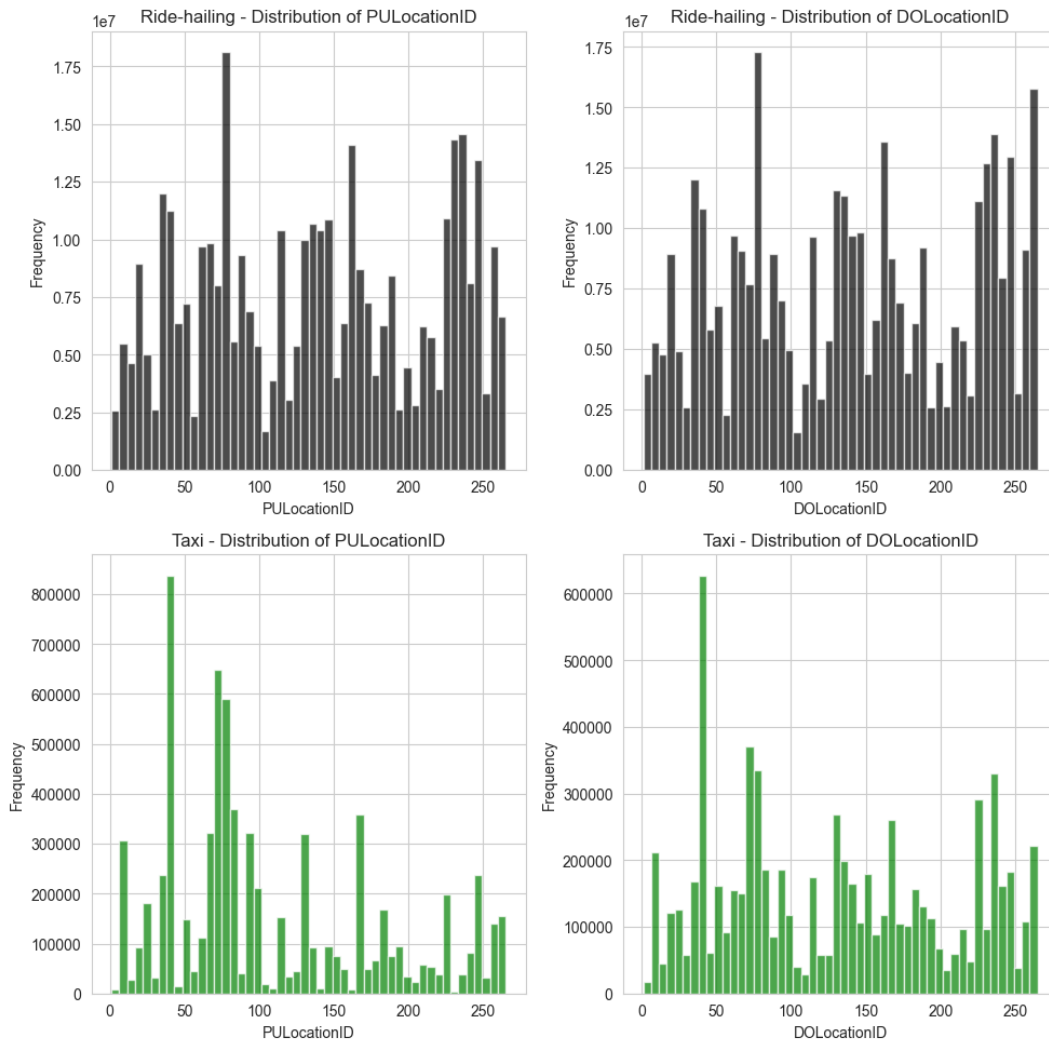 Ride-hailing - Distribution of PULocationID
1e7
1.75
1.50
1.25
1.00
0.75
0.50
0.25
0.00
Frequency
0 50 100 150 200 250
PULocationID
Ride-hailing - Distribution of DOLocationID
1e7
1.75
1.50
1.25
1.00
0.75
0.50
0.25
0.00
Frequency
0 50 100 150 200 250
DOLocationID
Taxi - Distribution of PULocationID
800000
700000
600000
500000
400000
300000
200000
100000
0
Frequency
0 50 100 150 200 250
PULocationID
Taxi - Distribution of DOLocationID
600000
500000
400000
300000
200000
100000
0
Frequency
0 50 100 150 200 250
DOLocationID